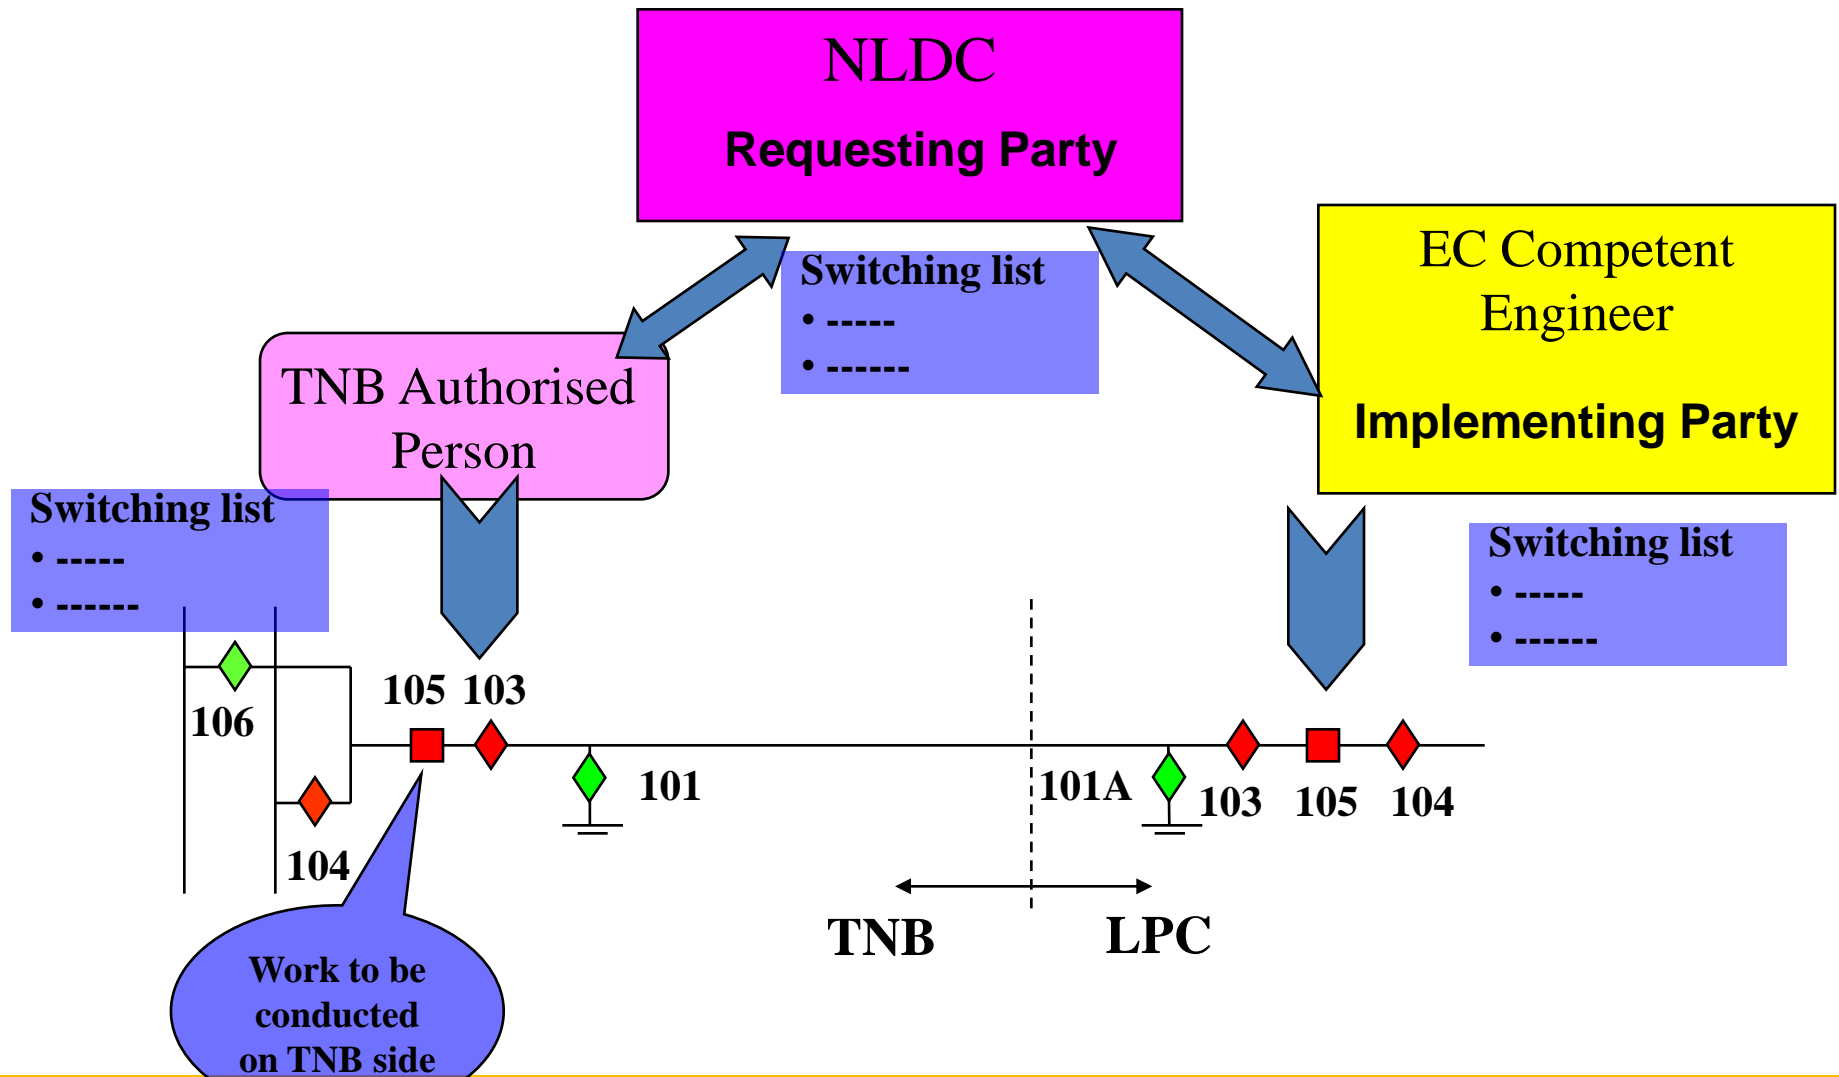 NLDC
Requesting Party
Switching list
• -----
• ------
EC Competent
Engineer
Implementing Party
TNB Authorised
Person
Switching list
• -----
• ------
Switching list
• -----
• ------
105 103
106
101
101A
103 105 104
104
TNB
LPC
Work to be
conducted
on TNB side